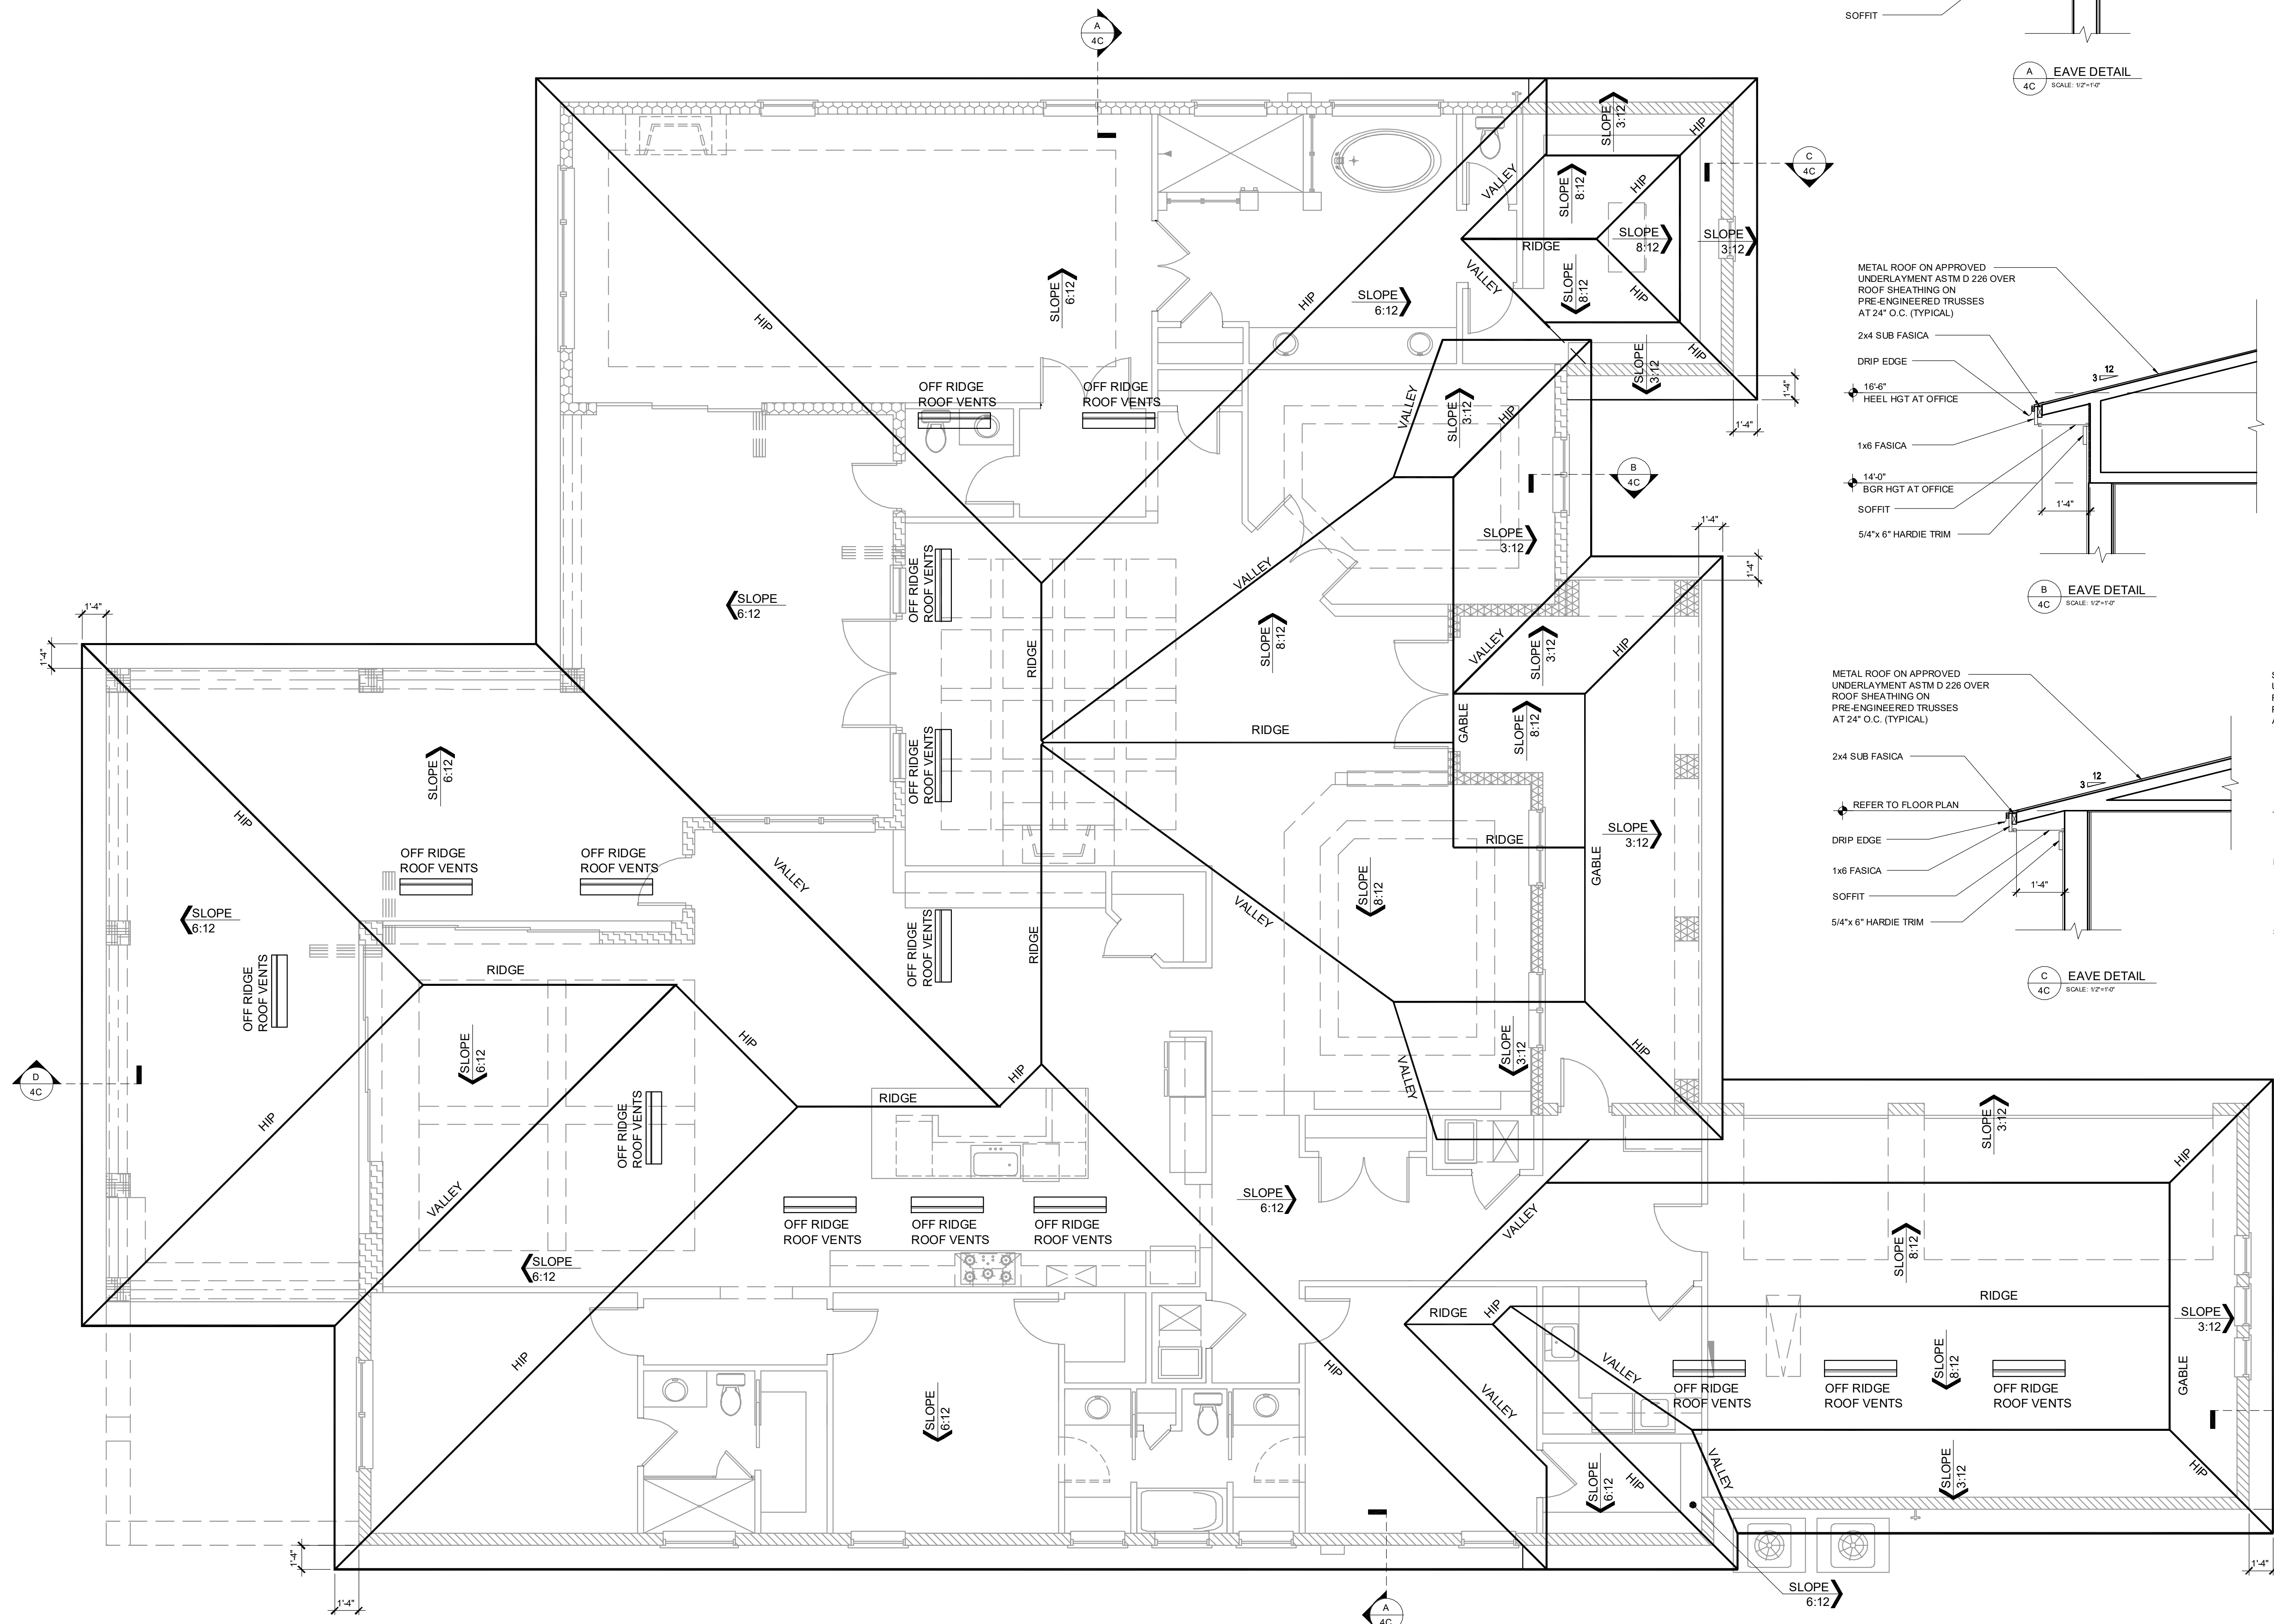 A
4C
SOFFIT
A
4C
EAVE DETAIL
SCALE: 1/2"=1'-0"
SLOPE
3:12
HIP
C
4C
VALLEY
SLOPE
8:12
HIP
RIDGE
SLOPE
8:12
SLOPE
3:12
VALLEY
SLOPE
8:12
HIP
SLOPE
6:12
HIP
SLOPE
6:12
HIP
HIP
SLOPE
3:12
1'-4"
1'-4"
METAL ROOF ON APPROVED
UNDERLAYMENT ASTM D 226 OVER
ROOF SHEATHING ON
PRE-ENGINEERED TRUSSES
AT 24" O.C. (TYPICAL)
2x4 SUB FASICA
DRIP EDGE
12
3
16'-6"
HEEL HGT AT OFFICE
1x6 FASICA
14'-0"
BGR HGT AT OFFICE
SOFFIT
1'-4"
5/4"x 6" HARDIE TRIM
B
4C
EAVE DETAIL
SCALE: 1/2"=1'-0"
OFF RIDGE
ROOF VENTS
OFF RIDGE
ROOF VENTS
VALLEY
SLOPE
3:12
HIP
B
4C
SLOPE
3:12
1'-4"
1'-4"
OFF RIDGE
ROOF VENTS
SLOPE
6:12
VALLEY
SLOPE
8:12
RIDGE
VALLEY
SLOPE
3:12
HIP
1'-4"
1'-4"
METAL ROOF ON APPROVED
UNDERLAYMENT ASTM D 226 OVER
ROOF SHEATHING ON
PRE-ENGINEERED TRUSSES
AT 24" O.C. (TYPICAL)
2x4 SUB FASICA
12
3
REFER TO FLOOR PLAN
DRIP EDGE
1x6 FASICA
1'-4"
SOFFIT
5/4"x 6" HARDIE TRIM
C
4C
EAVE DETAIL
SCALE: 1/2"=1'-0"
RIDGE
GABLE
SLOPE
8:12
SLOPE
6:12
OFF RIDGE
ROOF VENTS
HIP
SLOPE
3:12
RIDGE
GABLE
OFF RIDGE
ROOF VENTS
OFF RIDGE
ROOF VENTS
VALLEY
SLOPE
8:12
SLOPE
6:12
OFF RIDGE
ROOF VENTS
RIDGE
VALLEY
OFF RIDGE
ROOF VENTS
RIDGE
D
4C
SLOPE
6:12
HIP
HIP
RIDGE
SLOPE
3:12
VALLEY
HIP
HIP
OFF RIDGE
ROOF VENTS
SLOPE
3:12
HIP
VALLEY
OFF RIDGE
ROOF VENTS
OFF RIDGE
ROOF VENTS
OFF RIDGE
ROOF VENTS
SLOPE
6:12
VALLEY
SLOPE
8:12
SLOPE
6:12
RIDGE
HIP
RIDGE
SLOPE
3:12
HIP
SLOPE
6:12
HIP
VALLEY
VALLEY
OFF RIDGE
ROOF VENTS
OFF RIDGE
ROOF VENTS
SLOPE
8:12
OFF RIDGE
ROOF VENTS
GABLE
SLOPE
6:12
HIP
VALLEY
SLOPE
3:12
HIP
1'-4"
1'-4"
1'-4"
SLOPE
6:12
A
4C